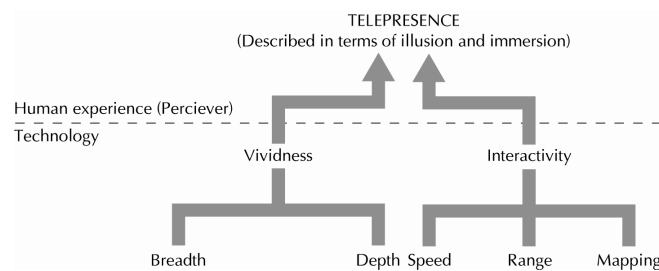 TELEPRESENCE
(Described in terms of illusion and immersion)
Human experience (Perciever)
Technology
Vividness Interactivity
Breadth Depth Speed Range Mapping